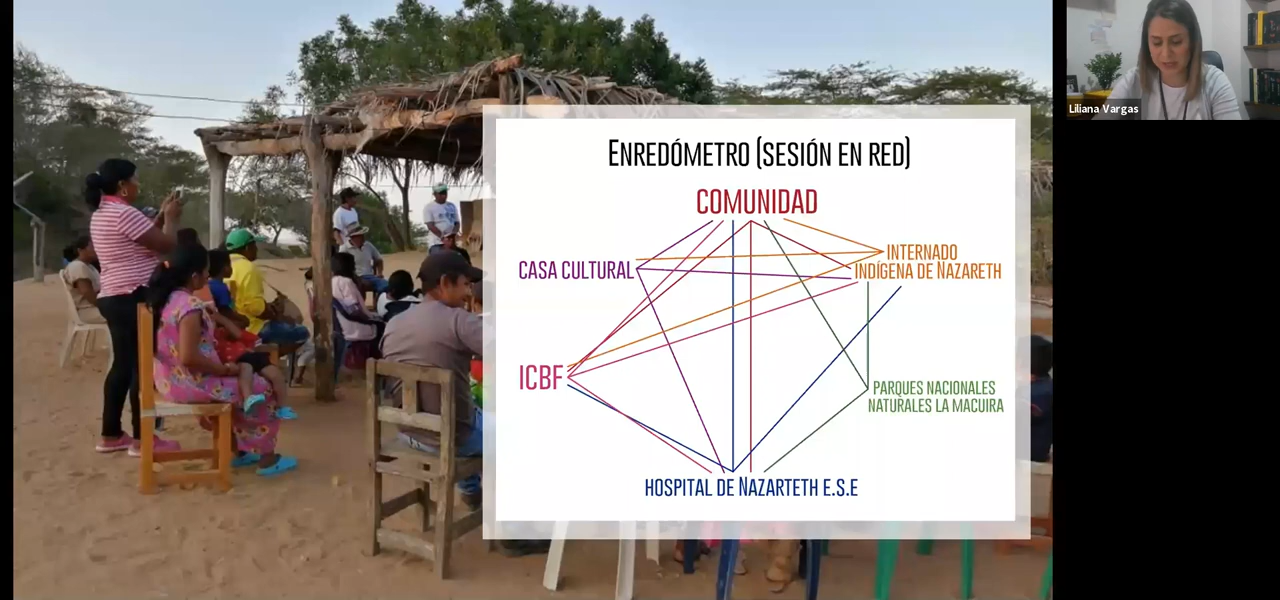 Liliana Vargas
ENREDÓMETRO (SESIÓN EN RED)
COMUNIDAD
CASA CULTURAL
INTERNADO
INDÍGENA DE NAZARETH
ICBF
PARQUES NACIONALES
NATURALES LA MACUIRA
HOSPITAL DE NAZARTETH E.S.E